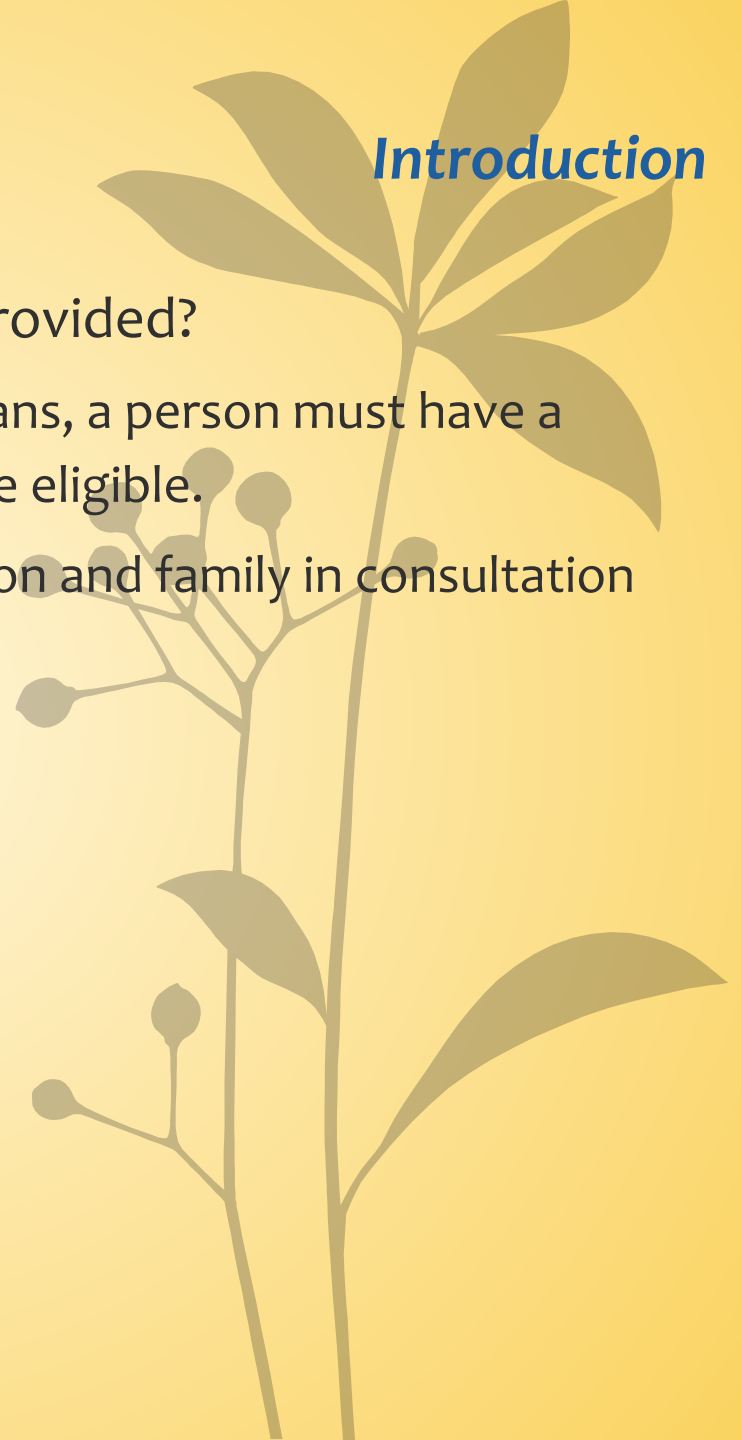 Introduction
rovided?
ans, a person must have a
e eligible.
on and family in consultation